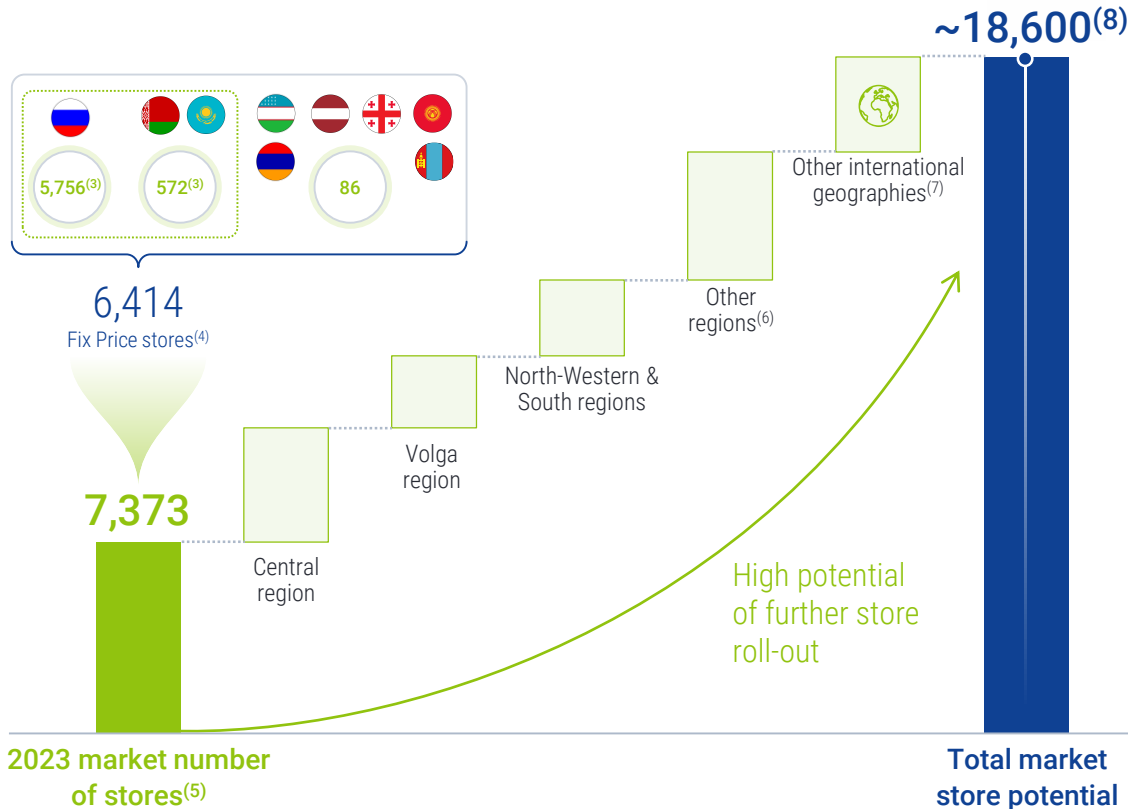 ~18,600(8)
5,756(3)
572(3)
86
6,414
Fix Price stores(4)
7,373
Central
region
Volga
region
North-Western &
South regions
Other
regions(6)
Other international
geographies(7)
High potential
of further store
roll-out
2023 market number
of stores(5)
Total market
store potential